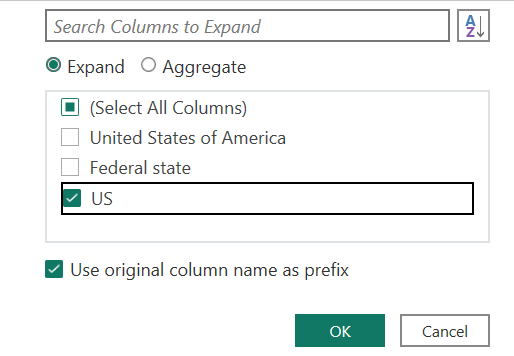 Search Columns to Expand
A
Z
Expand Aggregate
(Select All Columns)
United States of America
Federal state
US
Use original column name as prefix
OK Cancel